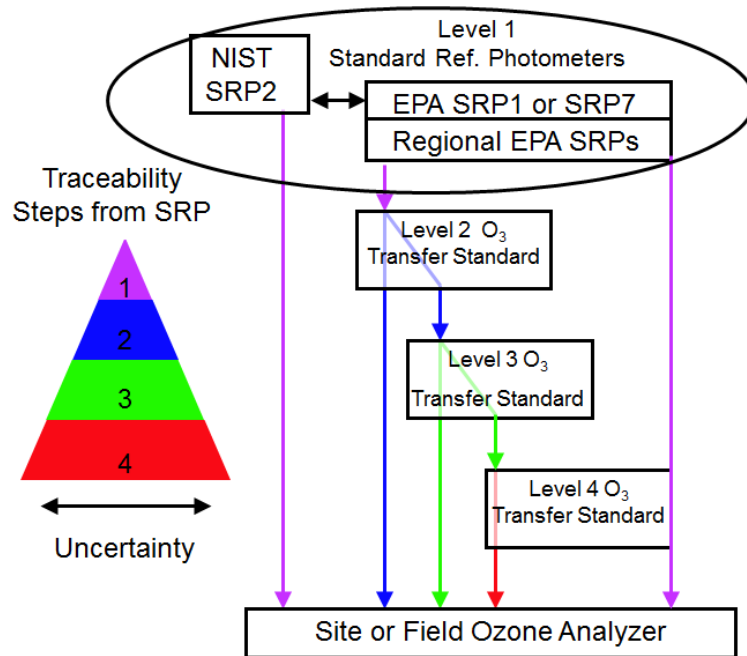 Level 1
Standard Ref. Photometers
NIST
SRP2
EPA SRP1 or SRP7
Regional EPA SRPs
Traceability
Steps from SRP
1
2
3
4
Uncertainty
Level 2 O₃
Transfer Standard
Level 3 O₃
Transfer Standard
Level 4 O₃
Transfer Standard
Site or Field Ozone Analyzer